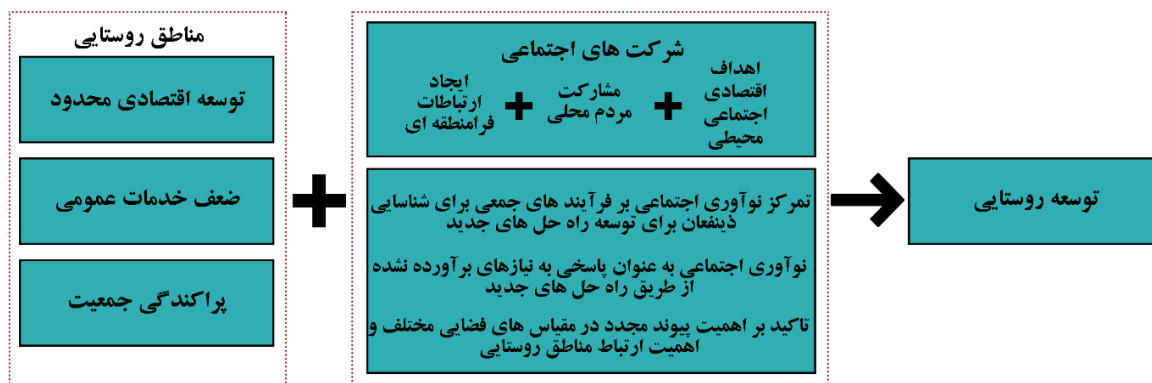 مناطق روستایی
توسعه اقتصادی محدود
ضعف خدمات عمومی
پراکندگی جمعیت
+
شرکت های اجتماعی
اهداف
اقتصادی
اجتماعی
محیطی
+
مشارکت
مردم محلی
+
ایجاد
ارتباطات
فرامنطقه ای
تمرکز نوآوری اجتماعی بر فرآیند های جمعی برای شناسایی
ذینفعان برای توسعه راه حل های جدید
نوآوری اجتماعی به عنوان پاسخی به نیازهای برآورده نشده
از طریق راه حل های جدید
تاکید بر اهمیت پیوند مجدد در مقیاس های فضایی مختلف و
اهمیت ارتباط مناطق روستایی
توسعه روستایی